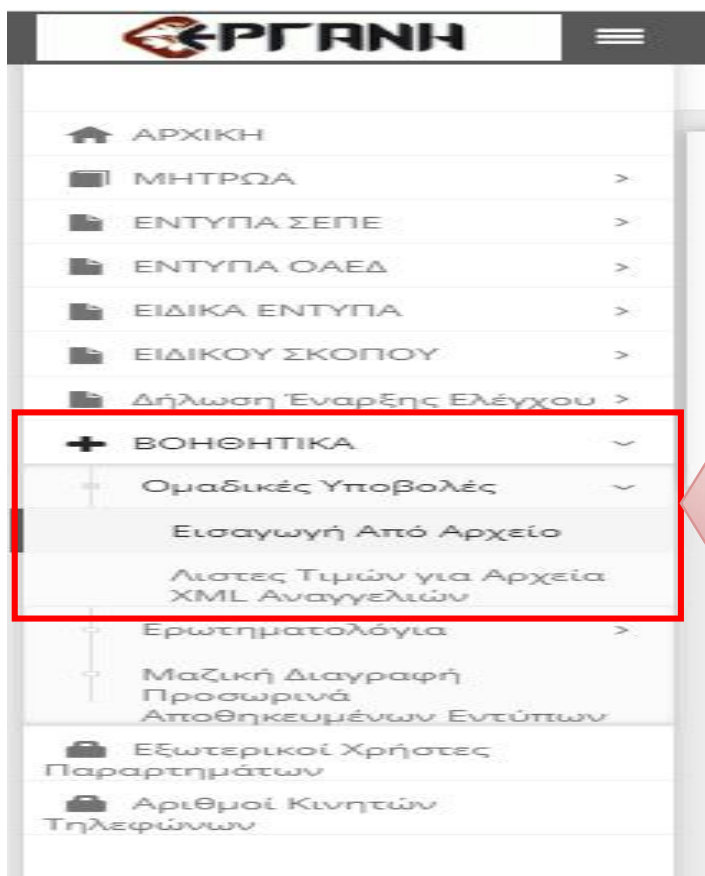 ΕΡΓΑΝΗ
ΑΡΧΙΚΗ
ΜΗΤΡΩΑ >
ΕΝΤΥΠΑ ΣΕΠΕ >
ΕΝΤΥΠΑ ΟΑΕΔ >
ΕΙΔΙΚΑ ΕΝΤΥΠΑ >
ΕΙΔΙΚΟΥ ΣΚΟΠΟΥ >
Δήλωση Έναρξης Ελέγχου >
ΒΟΗΘΗΤΙΚΑ
Ομαδικές Υποβολές
Εισαγωγή Από Αρχείο
Λιστες Τιμών για Αρχεία
XML Αναγγελιών
Ερωτηματολόγια >
Μαζική Διαγραφή
Προσωρινά
Αποθηκευμένων Εντύπων
Εξωτερικοί Χρήστες
Παραρτημάτων
Αριθμοί Κινητών
Τηλεφώνων